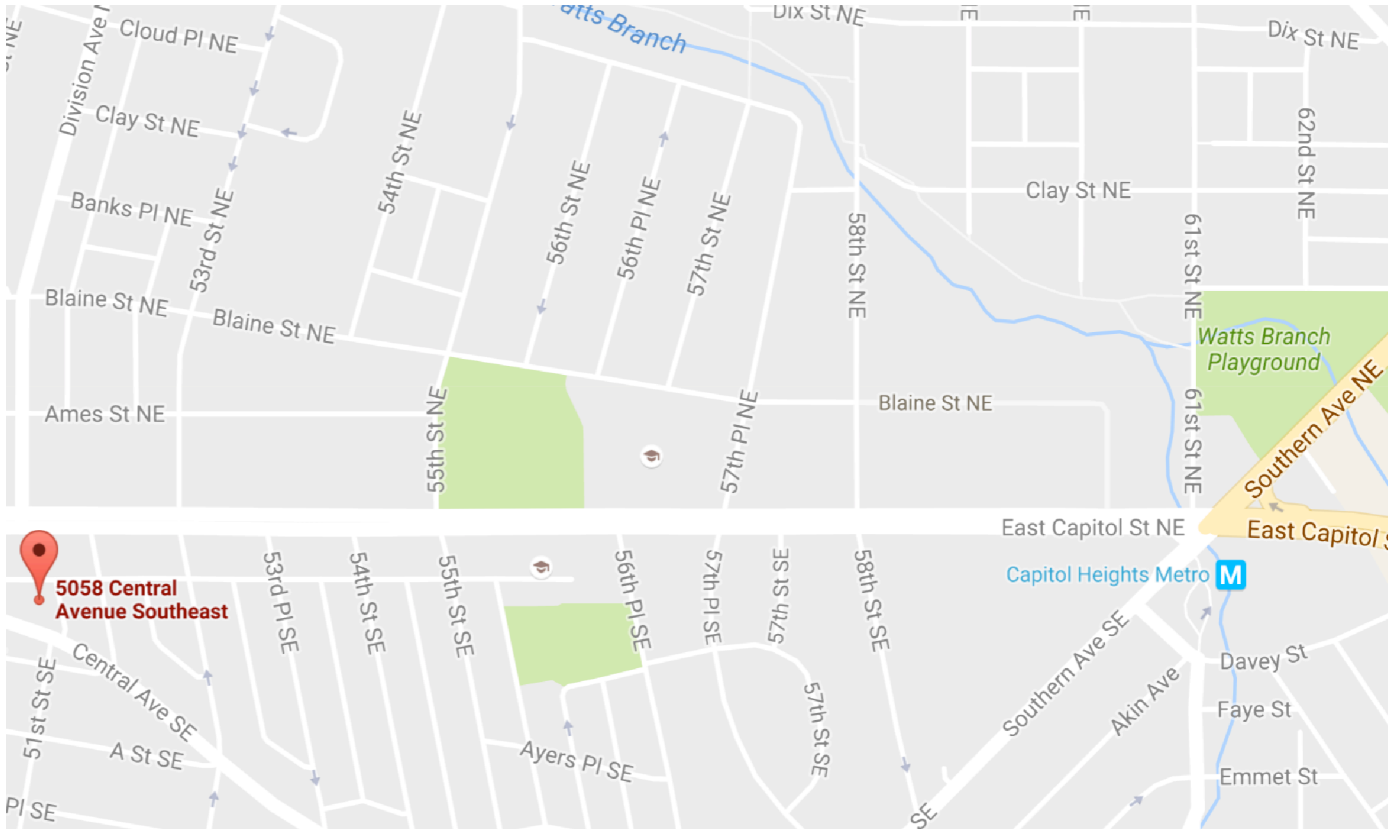 Cloud Pl NE
Division Ave
Clay St NE
Banks Pl NE
53rd St NE
54th St NE
Blaine St NE
Blaine St NE
Ames St NE
55th St NE
56th St NE
56th Pl NE
57th St NE
57th Pl NE
Watts Branch
Dix St NE
NE
NE
Dix St NE
62nd St NE
Clay St NE
58th St NE
61st St NE
Watts Branch
Playground
Blaine St NE
61st St NE
Southern Ave NE
East Capitol St NE
East Capitol
Capitol Heights Metro
M
5058 Central
Avenue Southeast
53rd Pl SE
54th St SE
55th St SE
56th Pl SE
57th Pl SE
57th St SE
58th St SE
Southern Ave SE
Central Ave SE
51st St SE
A St SE
Pl SE
Ayers Pl SE
57th St SE
Akin Ave
Davey St
Faye St
Emmet St
SE